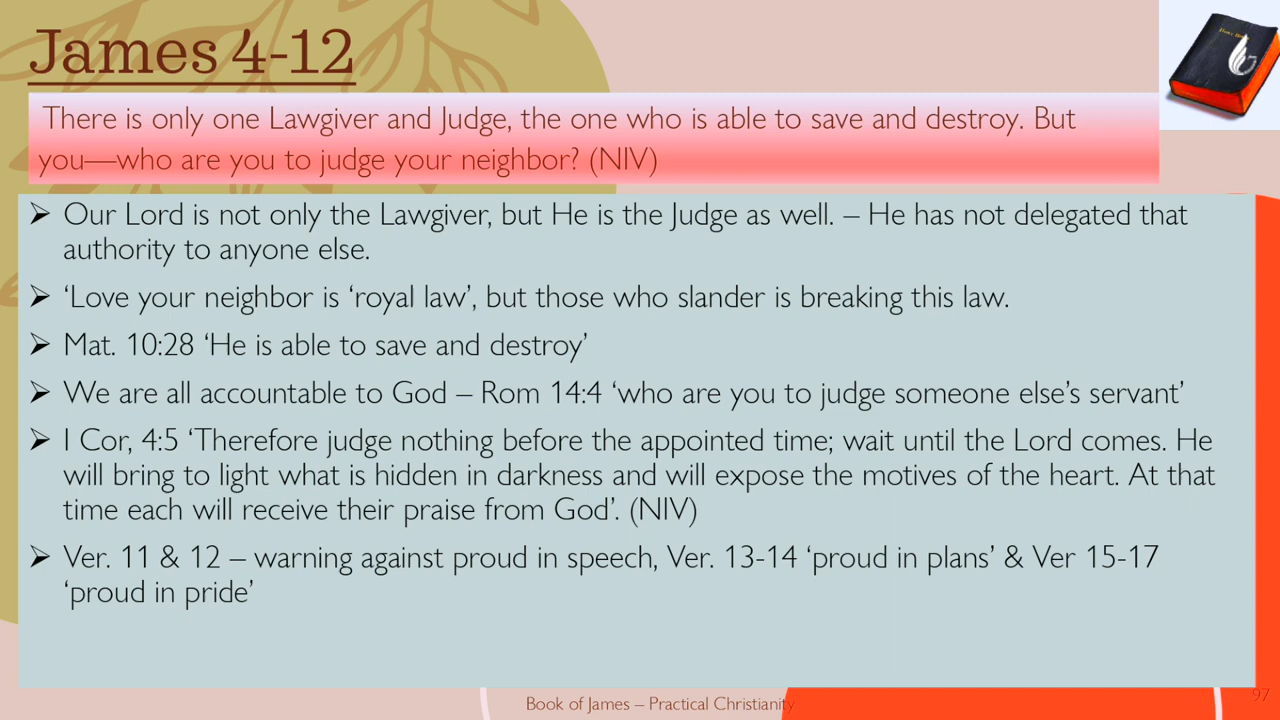 James 4-12
There is only one Lawgiver and Judge, the one who is able to save and destroy. But
you—who are you to judge your neighbor? (NIV)
➢ Our Lord is not only the Lawgiver, but He is the Judge as well. – He has not delegated that
authority to anyone else.
➢ ‘Love your neighbor is ‘royal law’, but those who slander is breaking this law.
➢ Mat. 10:28 ‘He is able to save and destroy’
➢ We are all accountable to God – Rom 14:4 ‘who are you to judge someone else’s servant’
➢ I Cor, 4:5 ‘Therefore judge nothing before the appointed time; wait until the Lord comes. He
will bring to light what is hidden in darkness and will expose the motives of the heart. At that
time each will receive their praise from God’. (NIV)
➢ Ver. 11 & 12 – warning against proud in speech, Ver. 13-14 ‘proud in plans’ & Ver 15-17
‘proud in pride’
Book of James – Practical Christianity
97